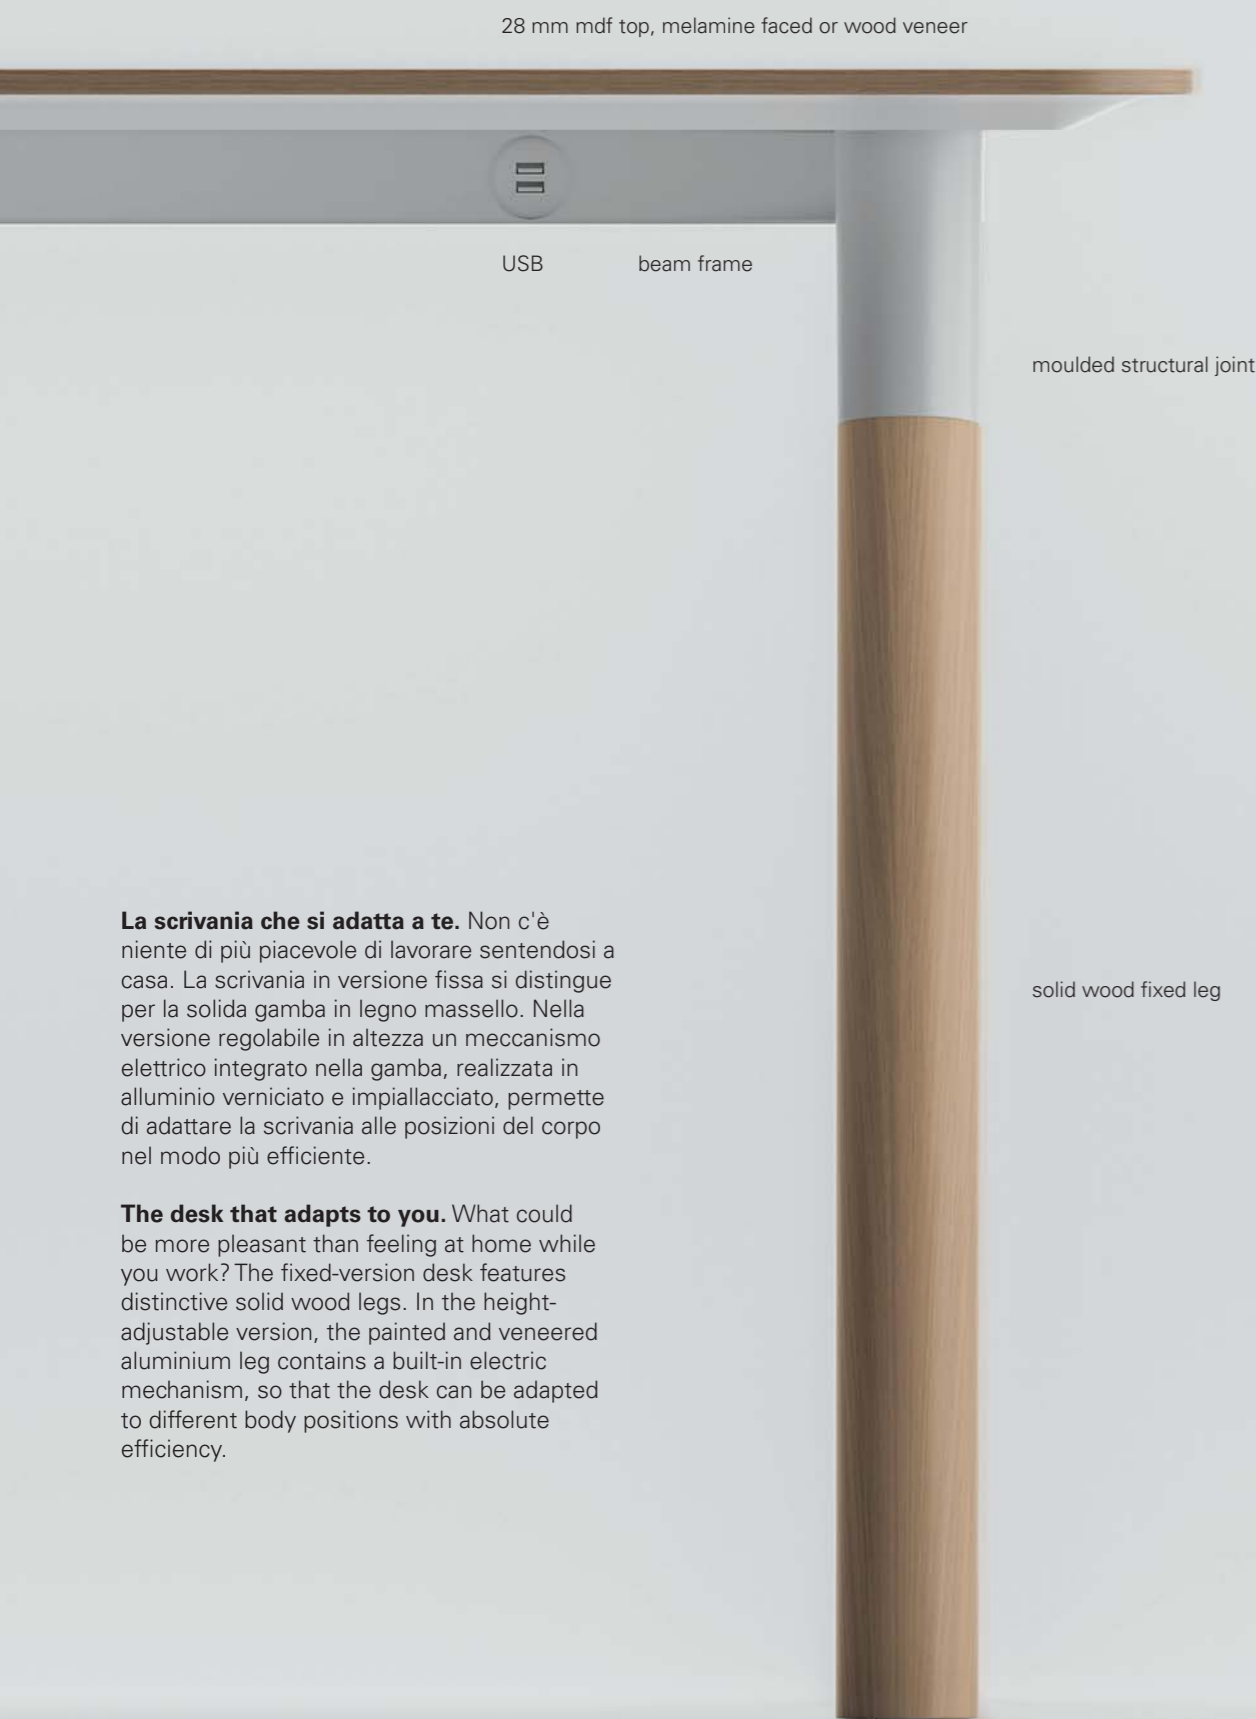 28 mm mdf top, melamine faced or wood veneer
USB
beam frame
moulded structural joint
solid wood fixed leg
La scrivania che si adatta a te. Non c'è
niente di più piacevole di lavorare sentendosi a
casa. La scrivania in versione fissa si distingue
per la solida gamba in legno massello. Nella
versione regolabile in altezza un meccanismo
elettrico integrato nella gamba, realizzata in
alluminio verniciato e impiallacciato, permette
di adattare la scrivania alle posizioni del corpo
nel modo più efficiente.
The desk that adapts to you. What could
be more pleasant than feeling at home while
you work? The fixed-version desk features
distinctive solid wood legs. In the height-
adjustable version, the painted and veneered
aluminium leg contains a built-in electric
mechanism, so that the desk can be adapted
to different body positions with absolute
efficiency.